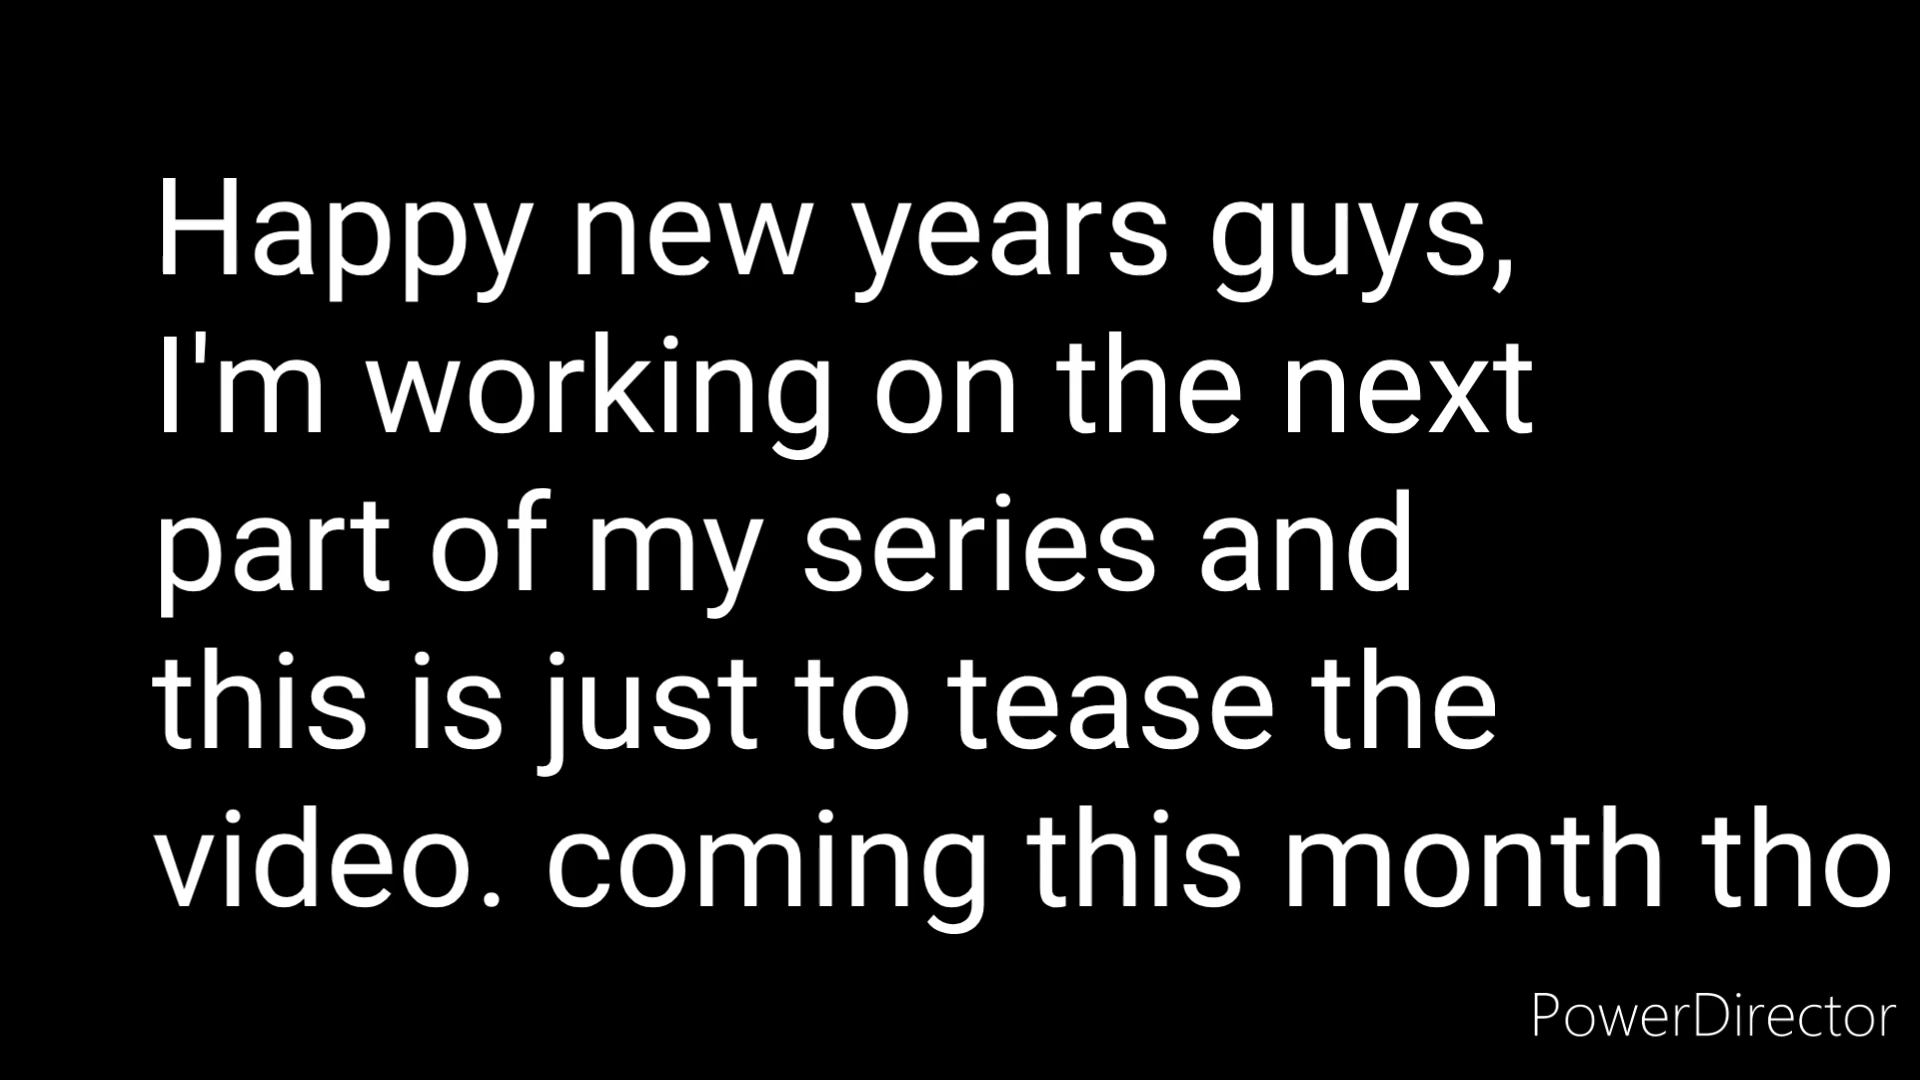 Happy new years guys,
I'm working on the next
part of my series and
this is just to tease the
video. coming this month tho
PowerDirector